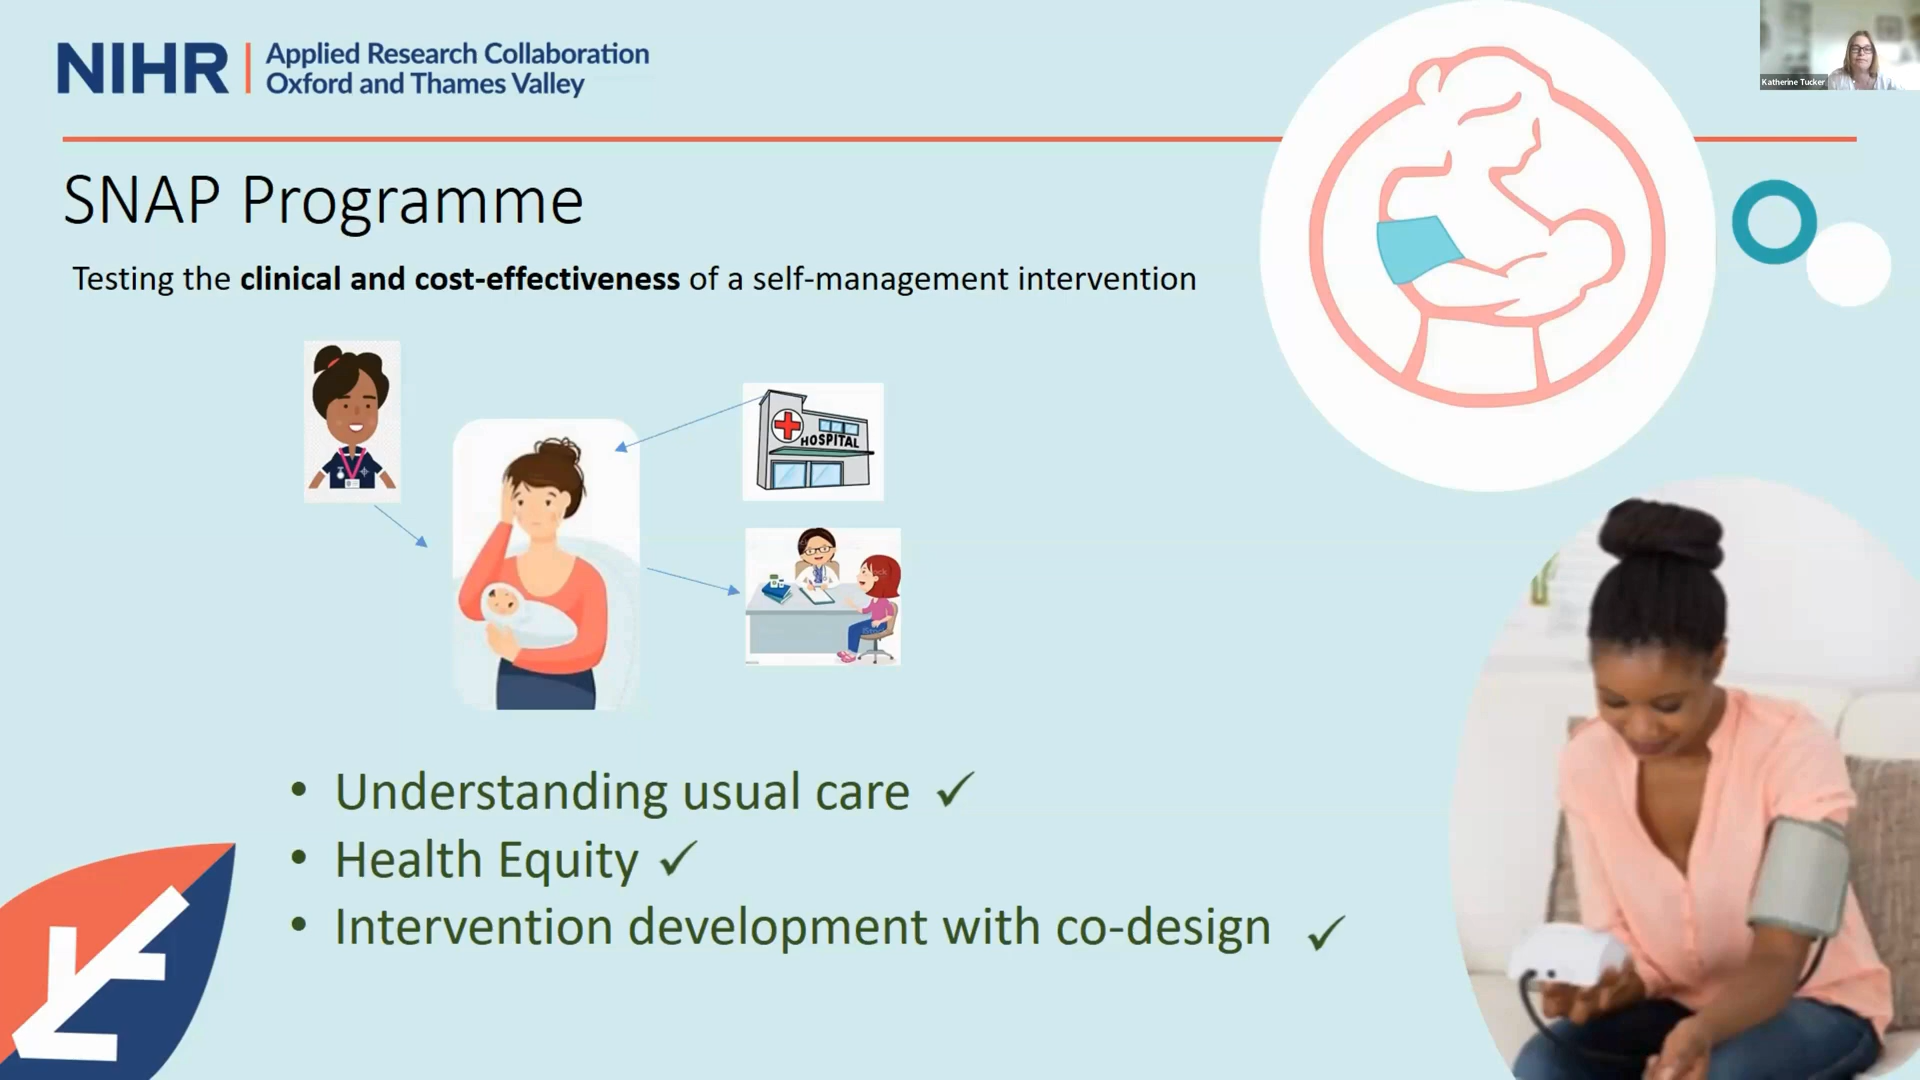 NIHR | Applied Research Collaboration
Oxford and Thames Valley
Katherine Tucker
SNAP Programme
Testing the clinical and cost-effectiveness of a self-management intervention
HOSPITAL
• Understanding usual care ✓
• Health Equity ✓
• Intervention development with co-design ✓